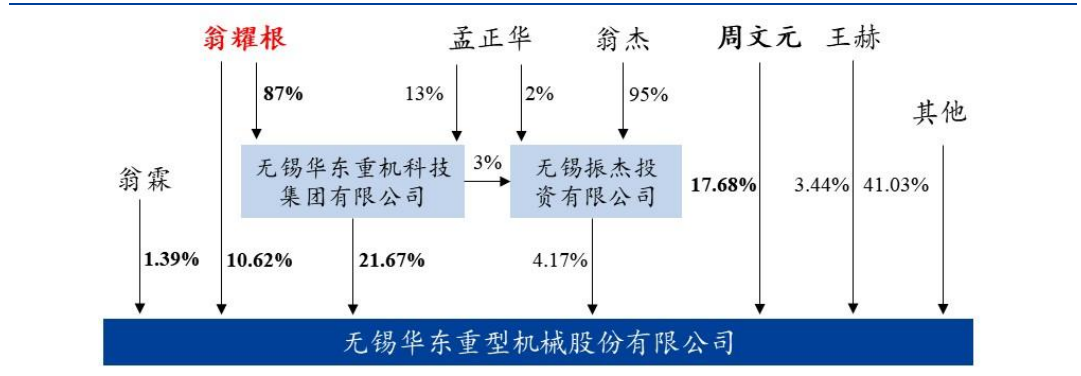 翁耀根 孟正华 翁杰 周文元 王赫
87% 13% 2% 95%
其他
翁霖
无锡华东重机科技
集团有限公司
3%
无锡振杰投
资有限公司
17.68% 3.44% 41.03%
1.39% 10.62% 21.67% 4.17%
无锡华东重型机械股份有限公司